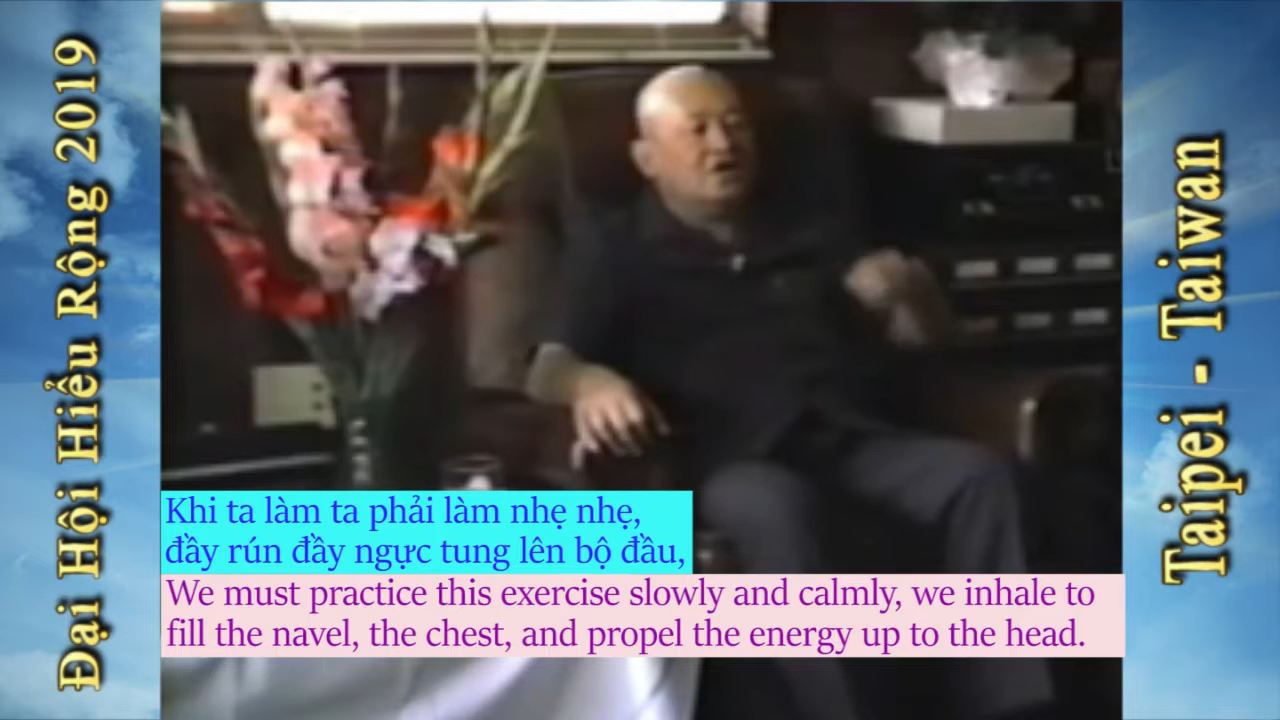 Đại Hội Hiểu Rộng 2019
Khi ta làm ta phải làm nhẹ nhẹ,
đầy rún đầy ngực tung lên bộ đầu,
We must practice this exercise slowly and calmly, we inhale to
fill the navel, the chest, and propel the energy up to the head.
Taipei - Taiwan